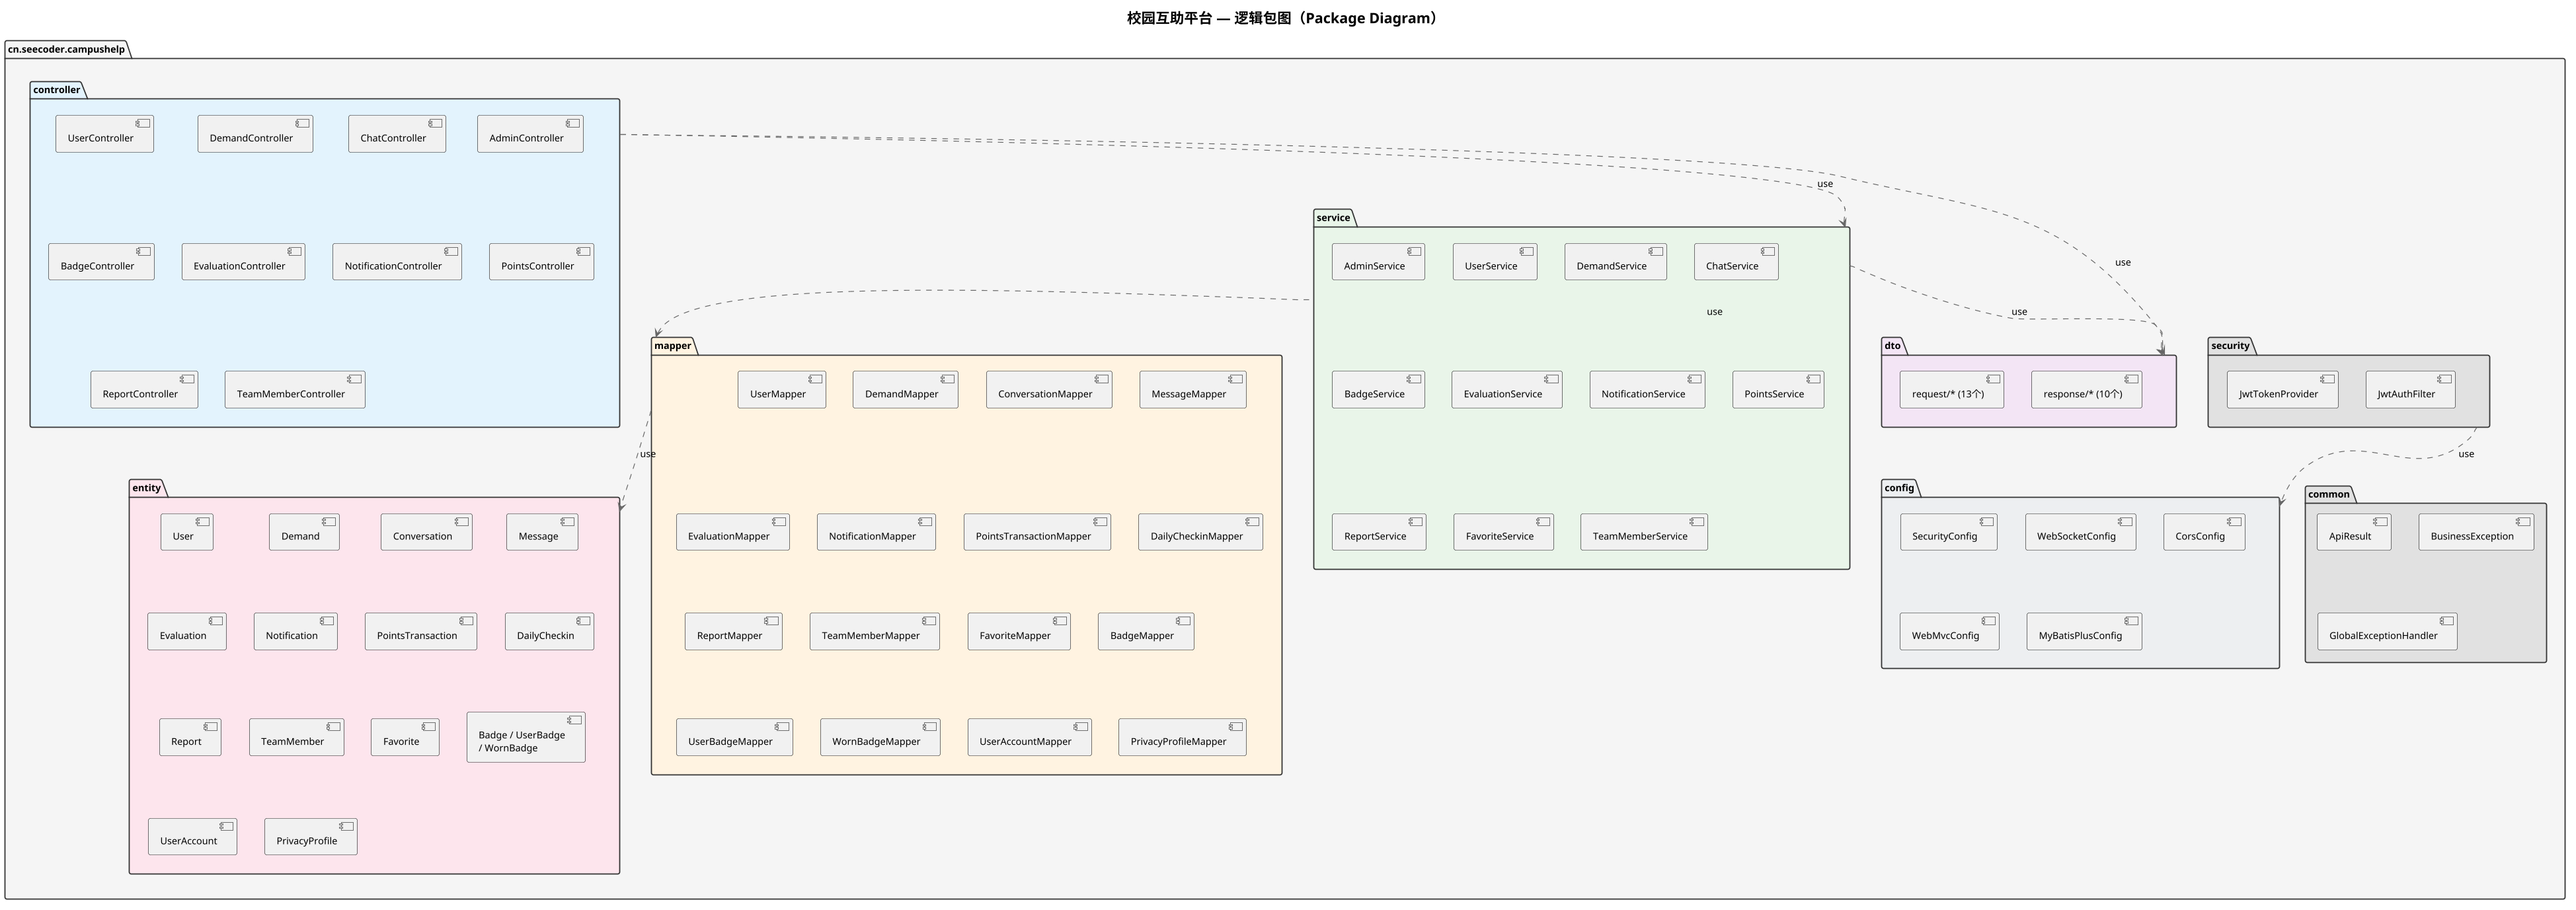 校园互助平台 — 逻辑包图（Package Diagram）
cn.seecoder.campushelp
controller
UserController
DemandController
ChatController
AdminController
BadgeController
EvaluationController
NotificationController
PointsController
ReportController
TeamMemberController
use
use
service
AdminService
UserService
DemandService
ChatService
use
use
BadgeService
EvaluationService
NotificationService
PointsService
ReportService
FavoriteService
TeamMemberService
mapper
UserMapper
DemandMapper
ConversationMapper
MessageMapper
EvaluationMapper
NotificationMapper
PointsTransactionMapper
DailyCheckinMapper
ReportMapper
TeamMemberMapper
FavoriteMapper
BadgeMapper
UserBadgeMapper
WornBadgeMapper
UserAccountMapper
PrivacyProfileMapper
dto
request/* (13个)
response/* (10个)
security
JwtTokenProvider
JwtAuthFilter
use
use
entity
User
Demand
Conversation
Message
Evaluation
Notification
PointsTransaction
DailyCheckin
Report
TeamMember
Favorite
Badge / UserBadge
/ WornBadge
UserAccount
PrivacyProfile
config
SecurityConfig
WebSocketConfig
CorsConfig
WebMvcConfig
MyBatisPlusConfig
common
ApiResult
BusinessException
GlobalExceptionHandler